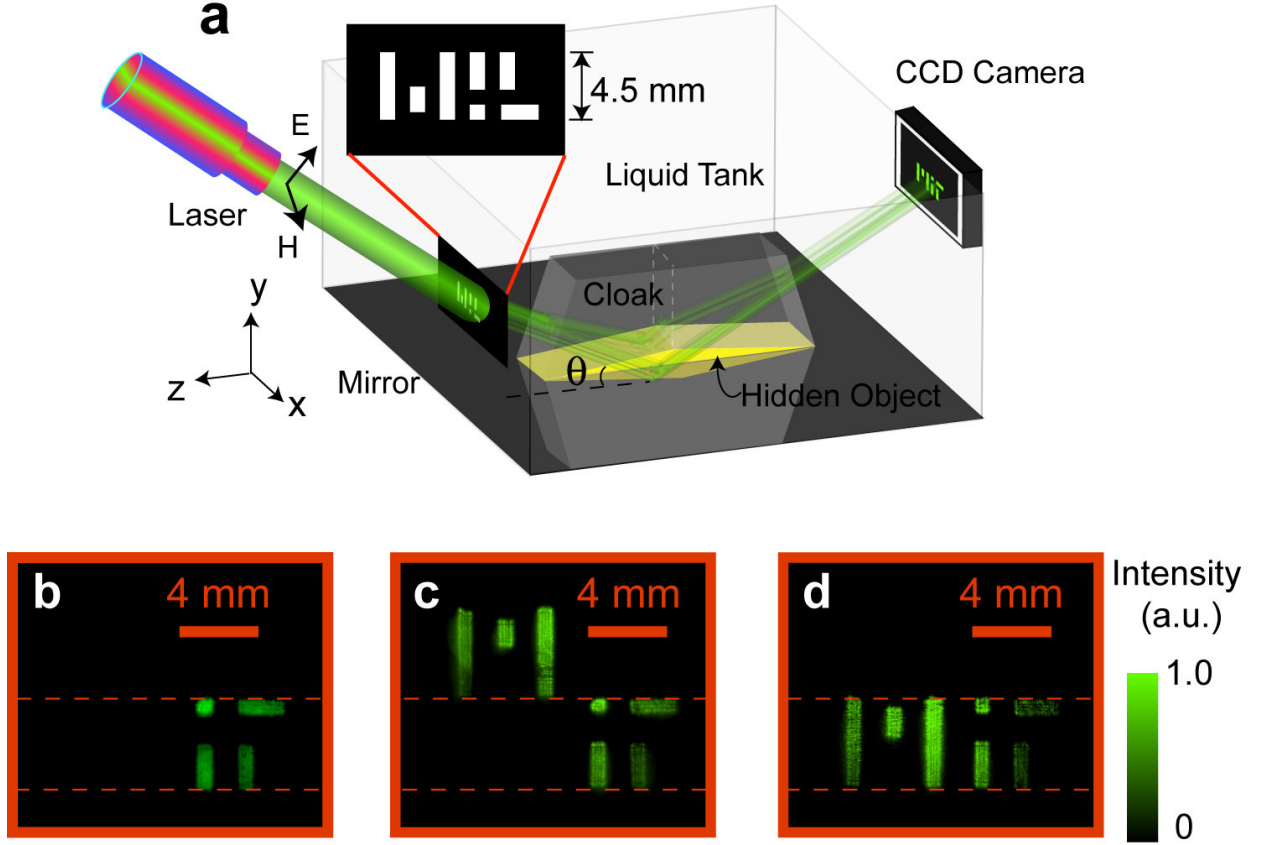 a
4.5 mm
CCD Camera
E
Liquid Tank
Laser
H
Cloak
y
θ
z
Mirror
x
Hidden Object
MiT
b
4 mm
c
4 mm
d
4 mm
Intensity
(a.u.)
1.0
0